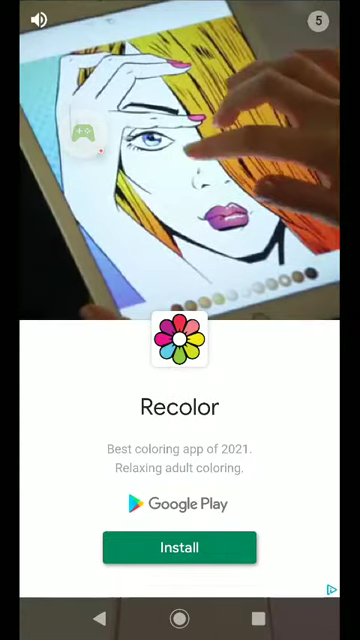 5
Recolor
Best coloring app of 2021.
Relaxing adult coloring.
Google Play
Install